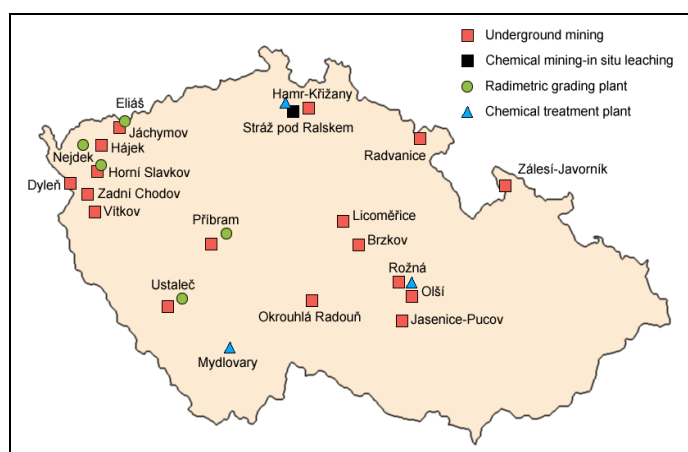 Underground mining
Chemical mining-in situ leaching
Radimetric grading plant
Chemical treatment plant
Hamr-Křižany
Stráž pod Ralskem
Eliáš
Jáchymov
Hájek
Nejdek
Horní Slavkov
Dyleň
Zadní Chodov
Vítkov
Radvanice
Zálesí-Javorník
Příbram
Licoměřice
Brzkov
Rožná
Olší
Ustaleč
Okrouhlá Radouň
Jasenice-Pucov
Mydlovary